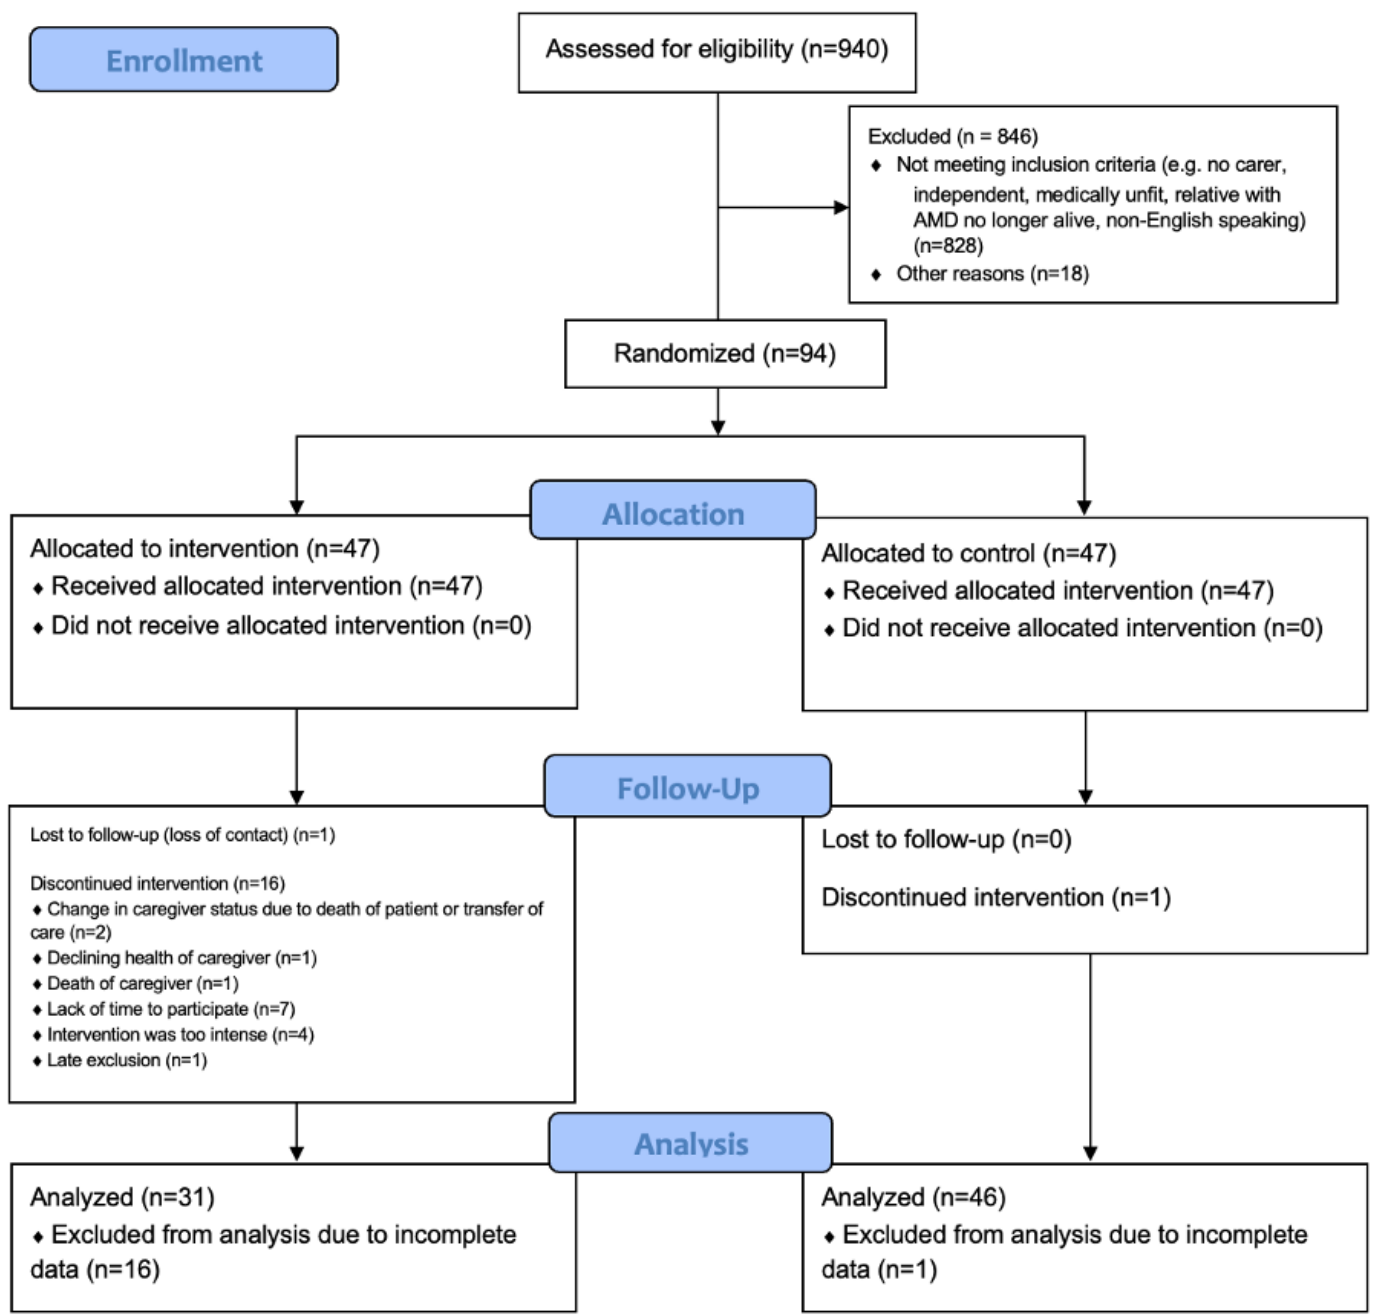 Enrollment
Assessed for eligibility (n=940)
Excluded (n = 846)
♦ Not meeting inclusion criteria (e.g. no carer,
independent, medically unfit, relative with
AMD no longer alive, non-English speaking)
(n=828)
♦ Other reasons (n=18)
Randomized (n=94)
Allocation
Allocated to intervention (n=47)
♦ Received allocated intervention (n=47)
♦ Did not receive allocated intervention (n=0)
Allocated to control (n=47)
♦ Received allocated intervention (n=47)
♦ Did not receive allocated intervention (n=0)
Follow-Up
Lost to follow-up (loss of contact) (n=1)
Discontinued intervention (n=16)
♦ Change in caregiver status due to death of patient or transfer of
care (n=2)
♦ Declining health of caregiver (n=1)
♦ Death of caregiver (n=1)
♦ Lack of time to participate (n=7)
♦ Intervention was too intense (n=4)
♦ Late exclusion (n=1)
Lost to follow-up (n=0)
Discontinued intervention (n=1)
Analysis
Analyzed (n=31)
♦ Excluded from analysis due to incomplete
data (n=16)
Analyzed (n=46)
♦ Excluded from analysis due to incomplete
data (n=1)